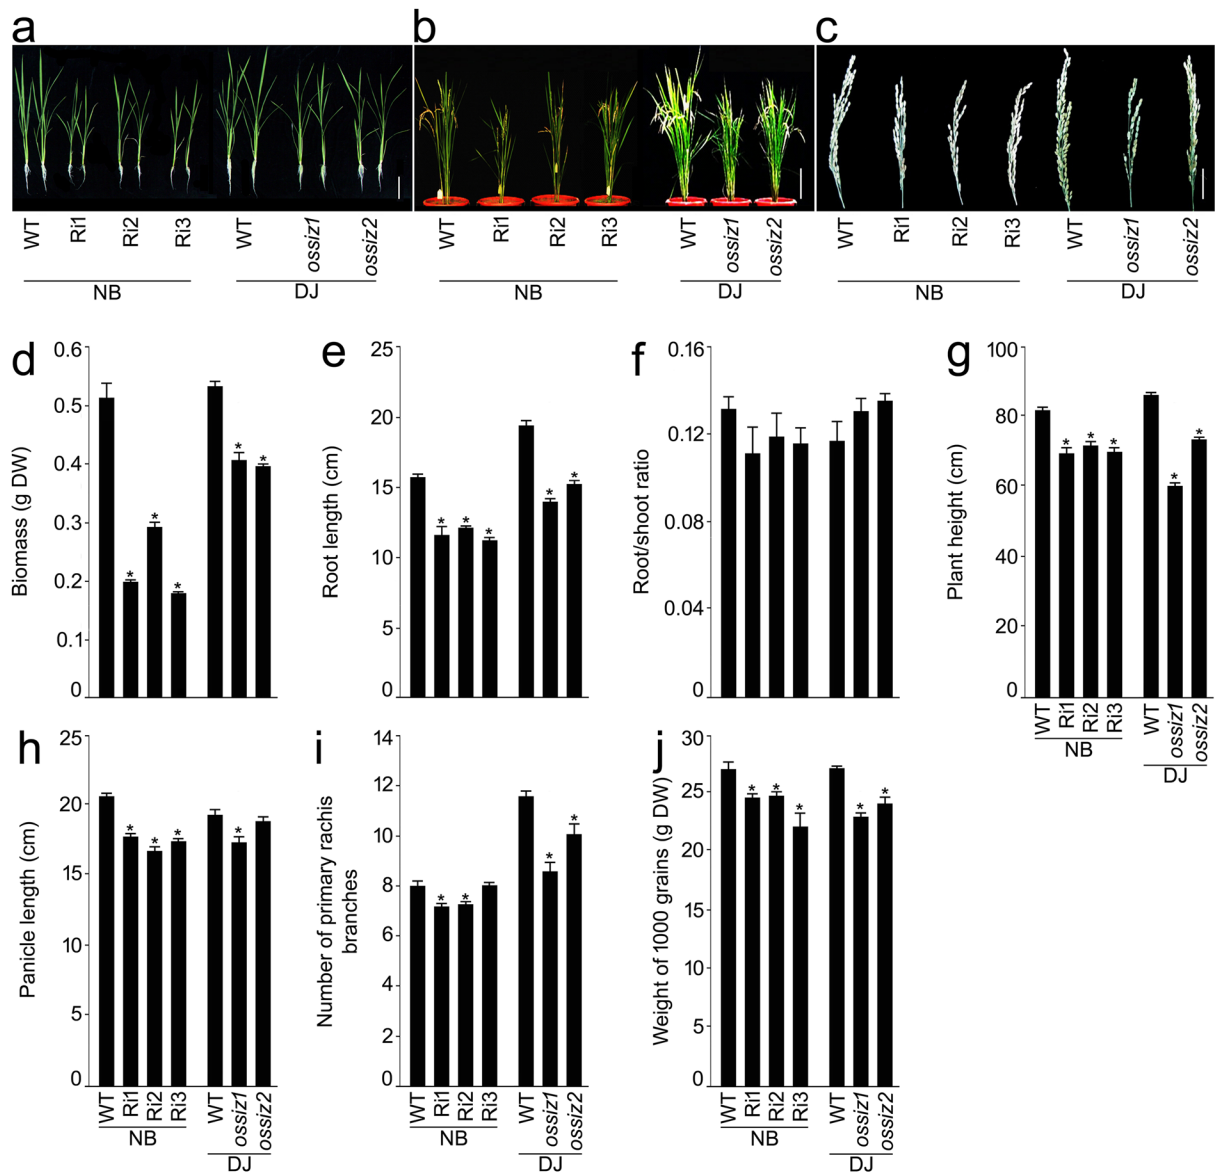 a
b
c
WT Ri1 Ri2 Ri3 WT ossiz1 ossiz2
NB DJ
WT Ri1 Ri2 Ri3 WT ossiz1 ossiz2
NB DJ
WT Ri1 Ri2 Ri3 WT ossiz1 ossiz2
NB DJ
d
Biomass (g DW)
0.6
0.5
0.4
0.3
0.2
0.1
0
* * * * *
e
Root length (cm)
25
20
15
10
5
0
* * * * *
f
Root/shoot ratio
0.16
0.12
0.08
0.04
0
g
Plant height (cm)
100
80
60
40
20
0
* * * * *
WT Ri1 Ri2 Ri3 WT ossiz1 ossiz2
NB
DJ
h
Panicle length (cm)
25
20
15
10
5
0
* * * *
WT Ri1 Ri2 Ri3 WT ossiz1 ossiz2
NB
DJ
i
Number of primary rachis
branches
14
12
10
8
6
4
2
0
* * * *
WT Ri1 Ri2 Ri3 WT ossiz1 ossiz2
NB
DJ
j
Weight of 1000 grains (g DW)
30
25
20
15
10
5
0
* * * * *
WT Ri1 Ri2 Ri3 WT ossiz1 ossiz2
NB
DJ